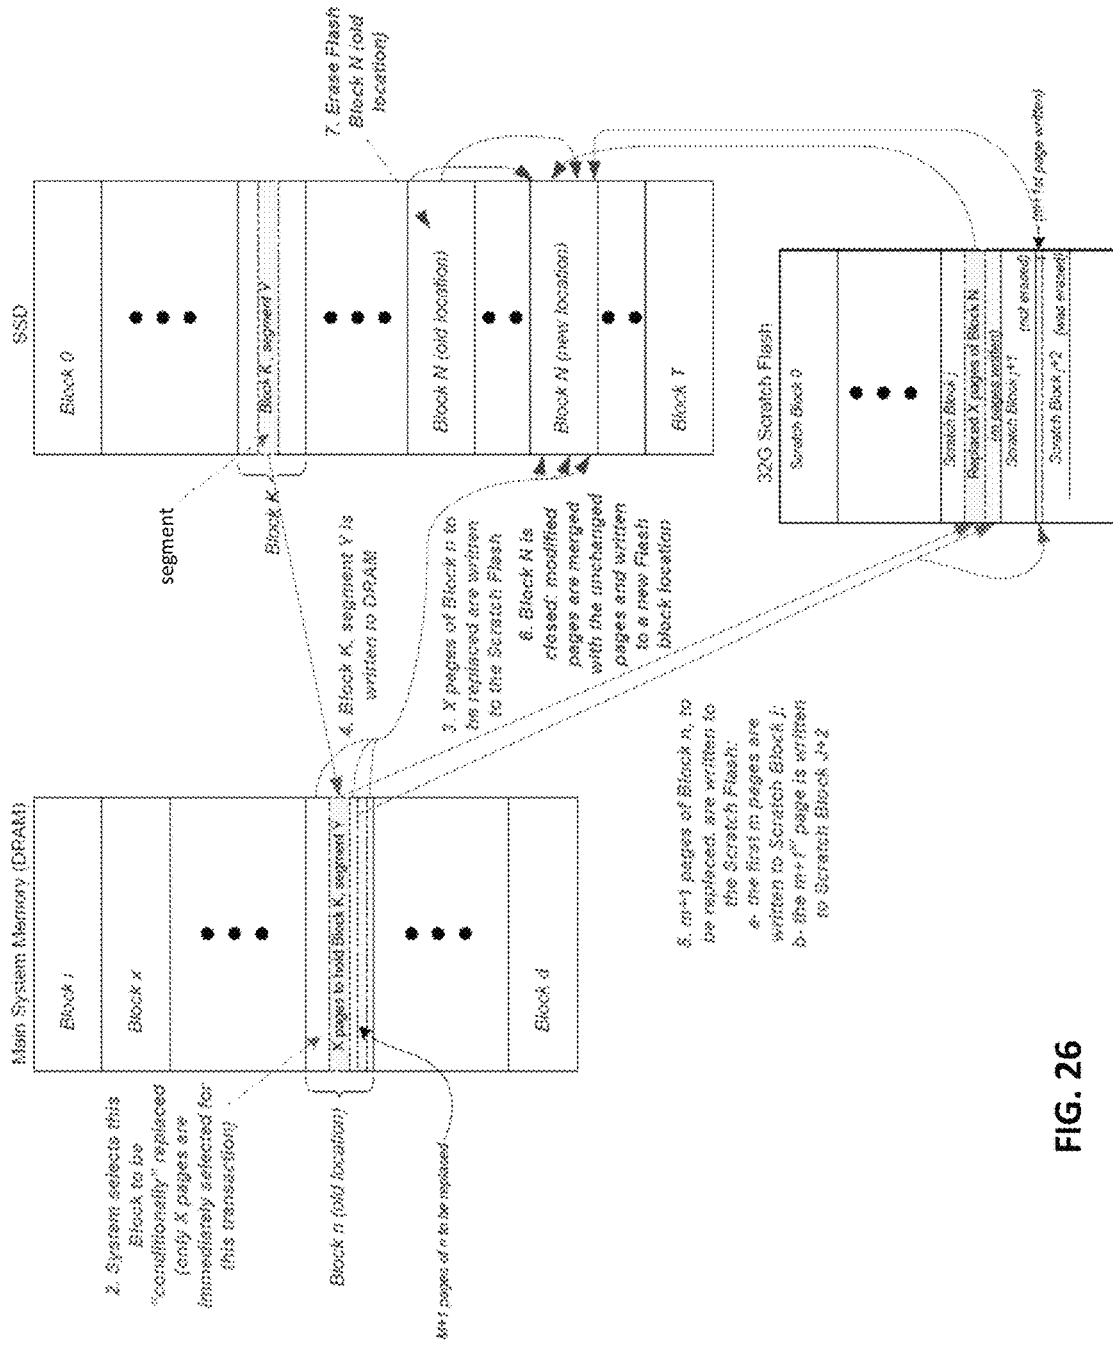 Main System Memory (DRAM)
Block i
Block x
X pages to hold Block K, segment Y
Block d
2. System selects this
Block to be
"conditionally" replaced
(only X pages are
immediately selected for
this transaction)
Block n (old location)
M+1 pages of n to be replaced
SSD
Block 0
Block K, segment Y
Block N (old location)
Block N (new location)
Block T
segment
Block K
7. Erase Flash
Block N (old
location)
4. Block K, segment Y is
written to DRAM
3. X pages of Block n to
be replaced are written
to the Scratch Flash
6. Block N is
closed: modified
pages are merged
with the unchanged
pages and written
to a new Flash
block location
5. m+1 pages of Block n, to
be replaced, are written to
the Scratch Flash:
a- the first m pages are
written to Scratch Block j;
b- the m+1st page is written
to Scratch Block J+2
32G Scratch Flash
Scratch Block 0
Scratch Block j
Replaced X pages of Block N
(m pages written)
Scratch Block j+1
(not erased)
Scratch Block j+2
(was erased)
(m+1st page written)
FIG. 26